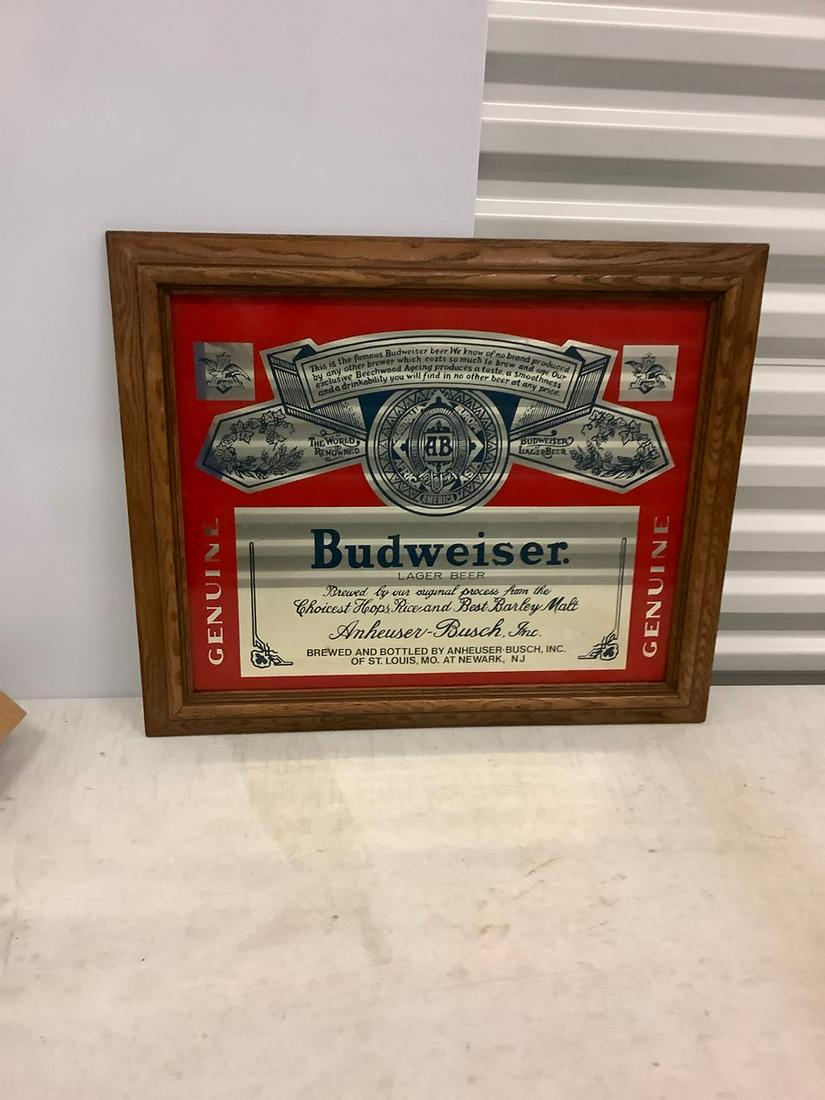 This is the famous Budweiser beer. We know of no brand produced
by any other brewer which costs so much to brew and age. Our
exclusive Beechwood Ageing produces a taste, a smoothness
and a drinkability you will find in no other beer at any price.
THE WORLD
RENOWNED
AB
BUDWEISER
LAGER BEER
AMERICA
GENUINE
Budweiser.
LAGER BEER
Brewed by our original process from the
Choicest Hops, Rice and Best Barley Malt
Anheuser-Busch, Inc.
BREWED AND BOTTLED BY ANHEUSER-BUSCH, INC.
OF ST. LOUIS, MO. AT NEWARK, NJ
GENUINE